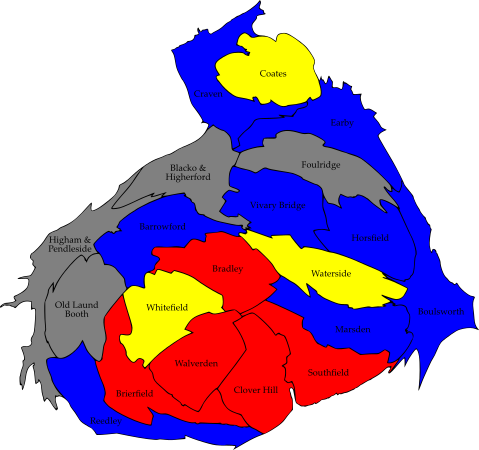 Coates
Craven
Earby
Foulridge
Blacko &
Higherford
Vivary Bridge
Barrowford
Horsfield
Higham &
Pendleside
Bradley
Waterside
Old Laund
Booth
Whitefield
Boulsworth
Marsden
Walverden
Southfield
Brierfield
Clover Hill
Reedley